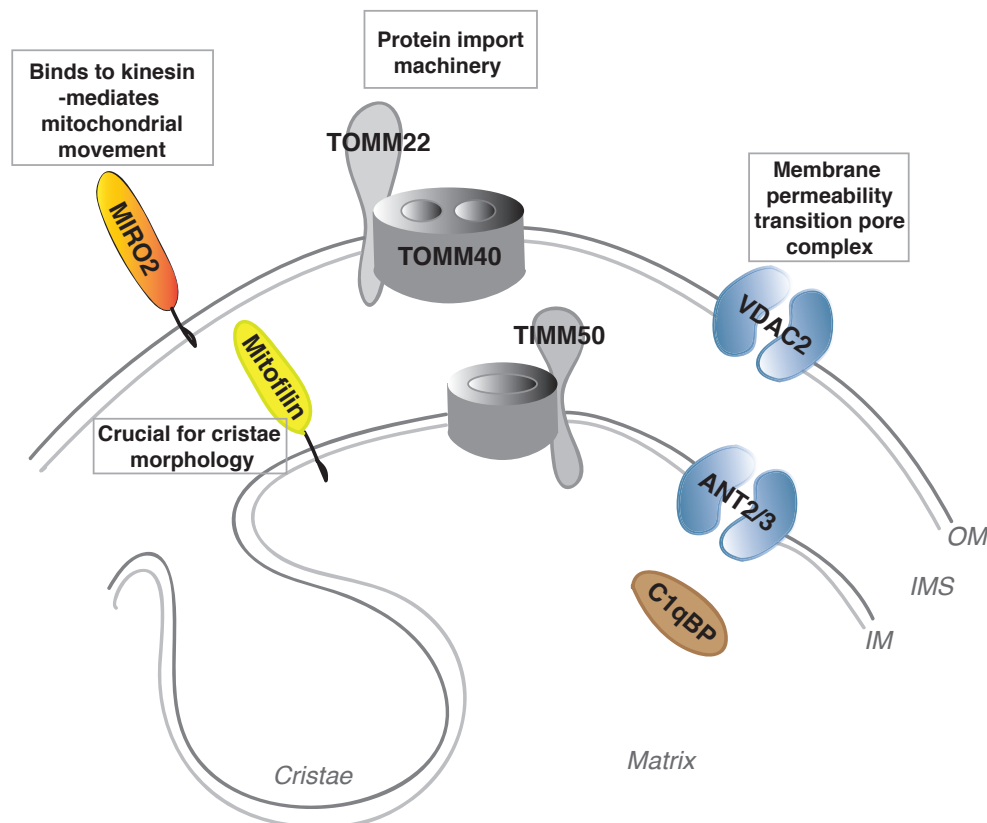 Protein import
machinery
Binds to kinesin
-mediates
mitochondrial
movement
TOMM22
Membrane
permeability
transition pore
complex
MIRO2
TOMM40
VDAC2
Mitofilin
TIMM50
Crucial for cristae
morphology
ANT2/3
OM
IMS
C1qBP
IM
Cristae
Matrix